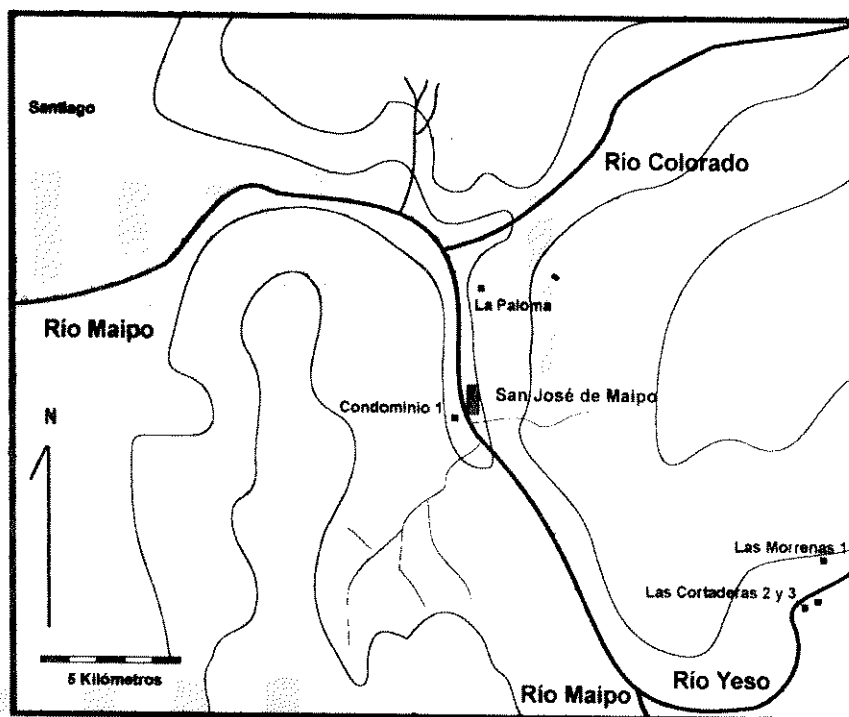 Santiago
Río Colorado
La Paloma
Río Maipo
San José de Maipo
Condominio 1
N
Las Morrenas 1
Las Cortaderas 2 y 3
5 Kilómetros
Río Yeso
Río Maipo